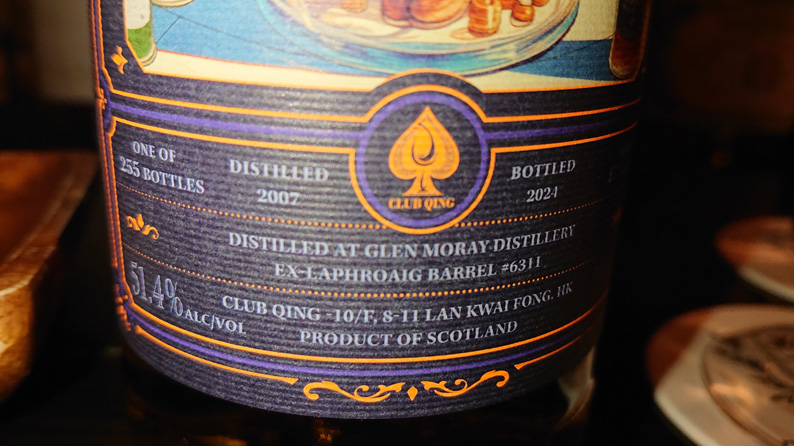 ONE OF
255 BOTTLES
DISTILLED
2007
CLUB QING
BOTTLED
2024
DISTILLED AT GLEN MORAY DISTILLERY
EX-LAPHROAIG BARREL #6311
51.4% ALC/VOL
CLUB QING -10/F, 8-11 LAN KWAI FONG, HK
PRODUCT OF SCOTLAND